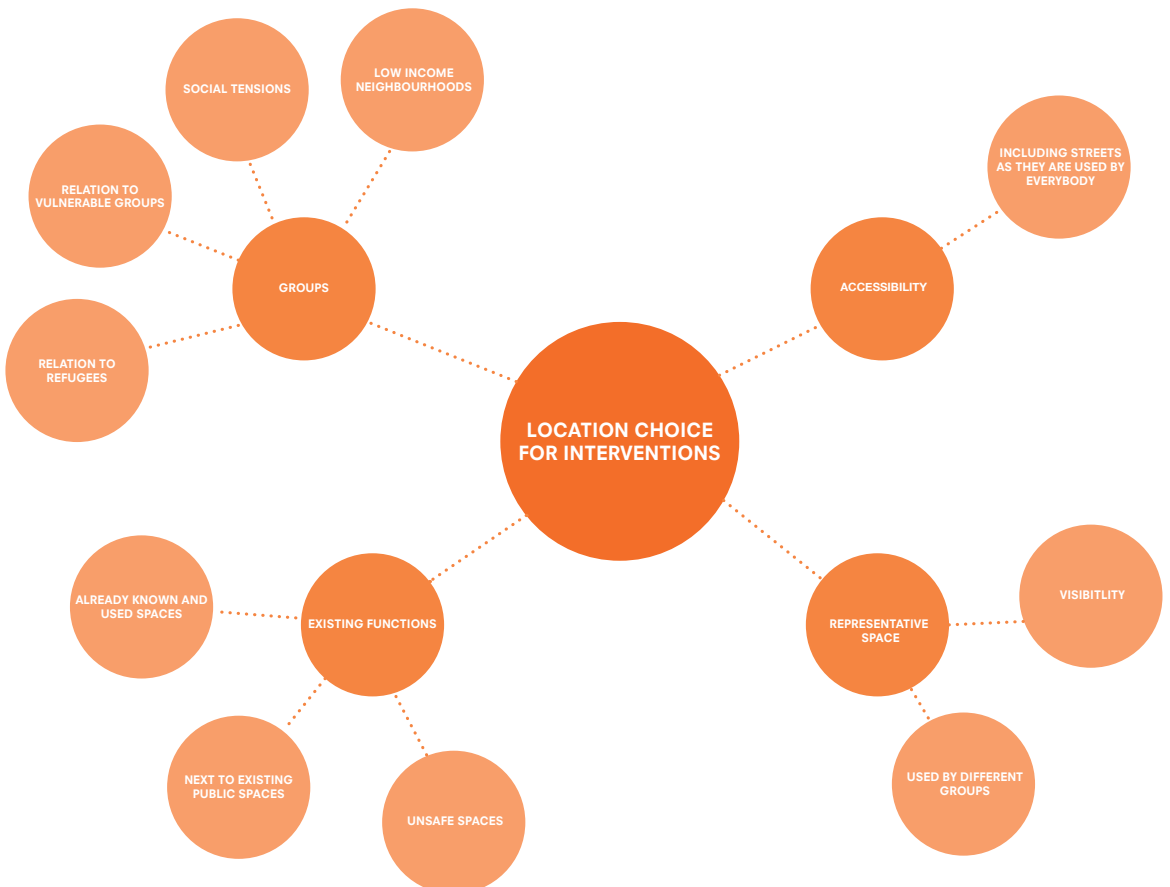 LOW INCOME
NEIGHBOURHOODS
SOCIAL TENSIONS
INCLUDING STREETS
AS THEY ARE USED BY
EVERYBODY
RELATION TO
VULNERABLE GROUPS
GROUPS
ACCESSIBILITY
RELATION TO
REFUGEES
LOCATION CHOICE
FOR INTERVENTIONS
ALREADY KNOWN AND
USED SPACES
EXISTING FUNCTIONS
REPRESENTATIVE
SPACE
VISIBITLITY
NEXT TO EXISTING
PUBLIC SPACES
UNSAFE SPACES
USED BY DIFFERENT
GROUPS